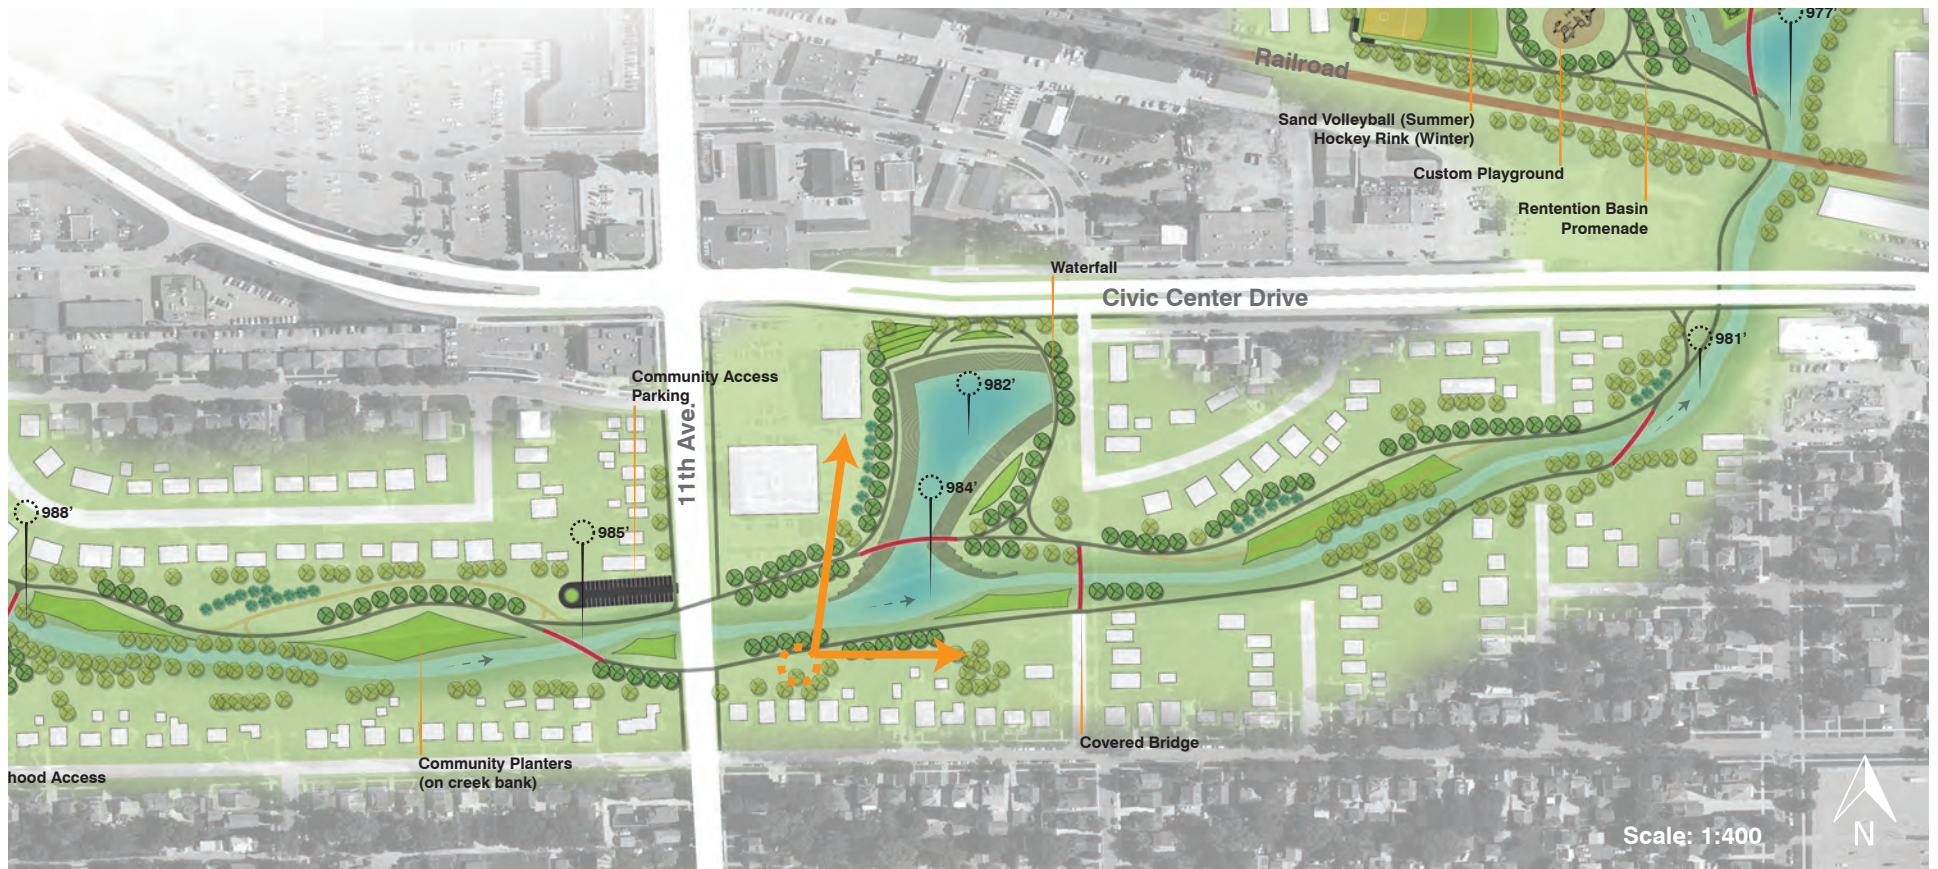 977'
Railroad
Sand Volleyball (Summer)
Hockey Rink (Winter)
Custom Playground
Rentention Basin
Promenade
Waterfall
Civic Center Drive
981'
Community Access
Parking
982'
11th Ave.
984'
988'
985'
Covered Bridge
Community Planters
(on creek bank)
hood Access
Scale: 1:400
N